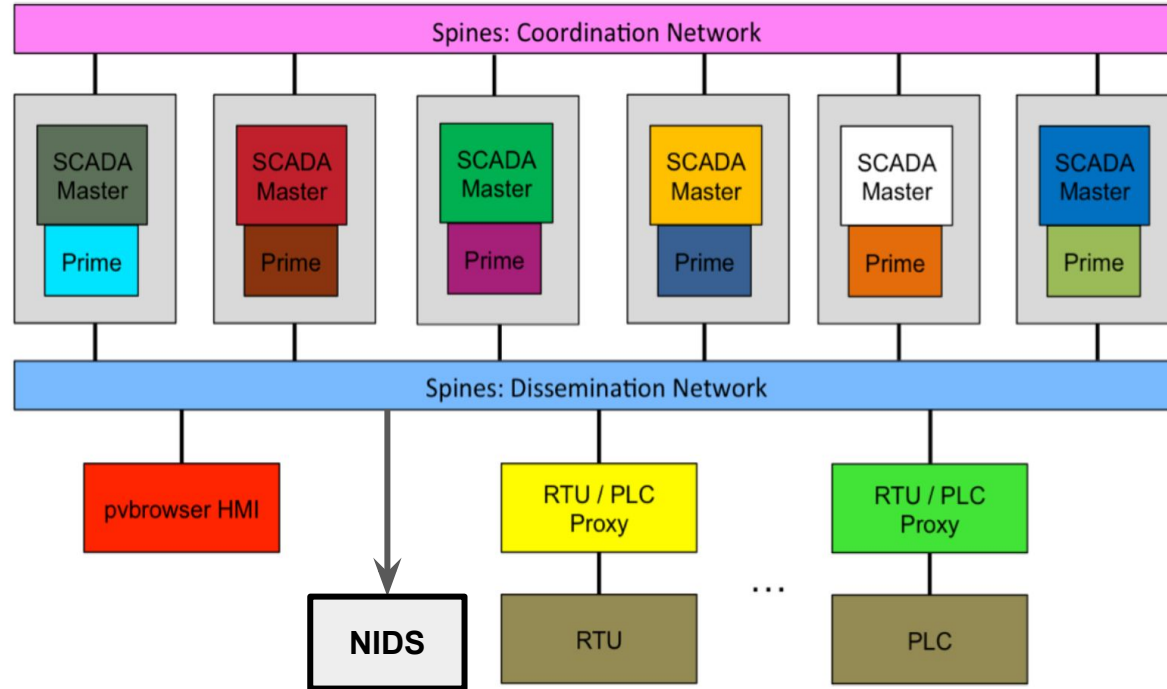 Spines: Coordination Network
SCADA
Master
Prime
SCADA
Master
Prime
SCADA
Master
Prime
SCADA
Master
Prime
SCADA
Master
Prime
SCADA
Master
Prime
Spines: Dissemination Network
pvbrowser HMI
RTU / PLC
Proxy
RTU / PLC
Proxy
NIDS
RTU
...
PLC